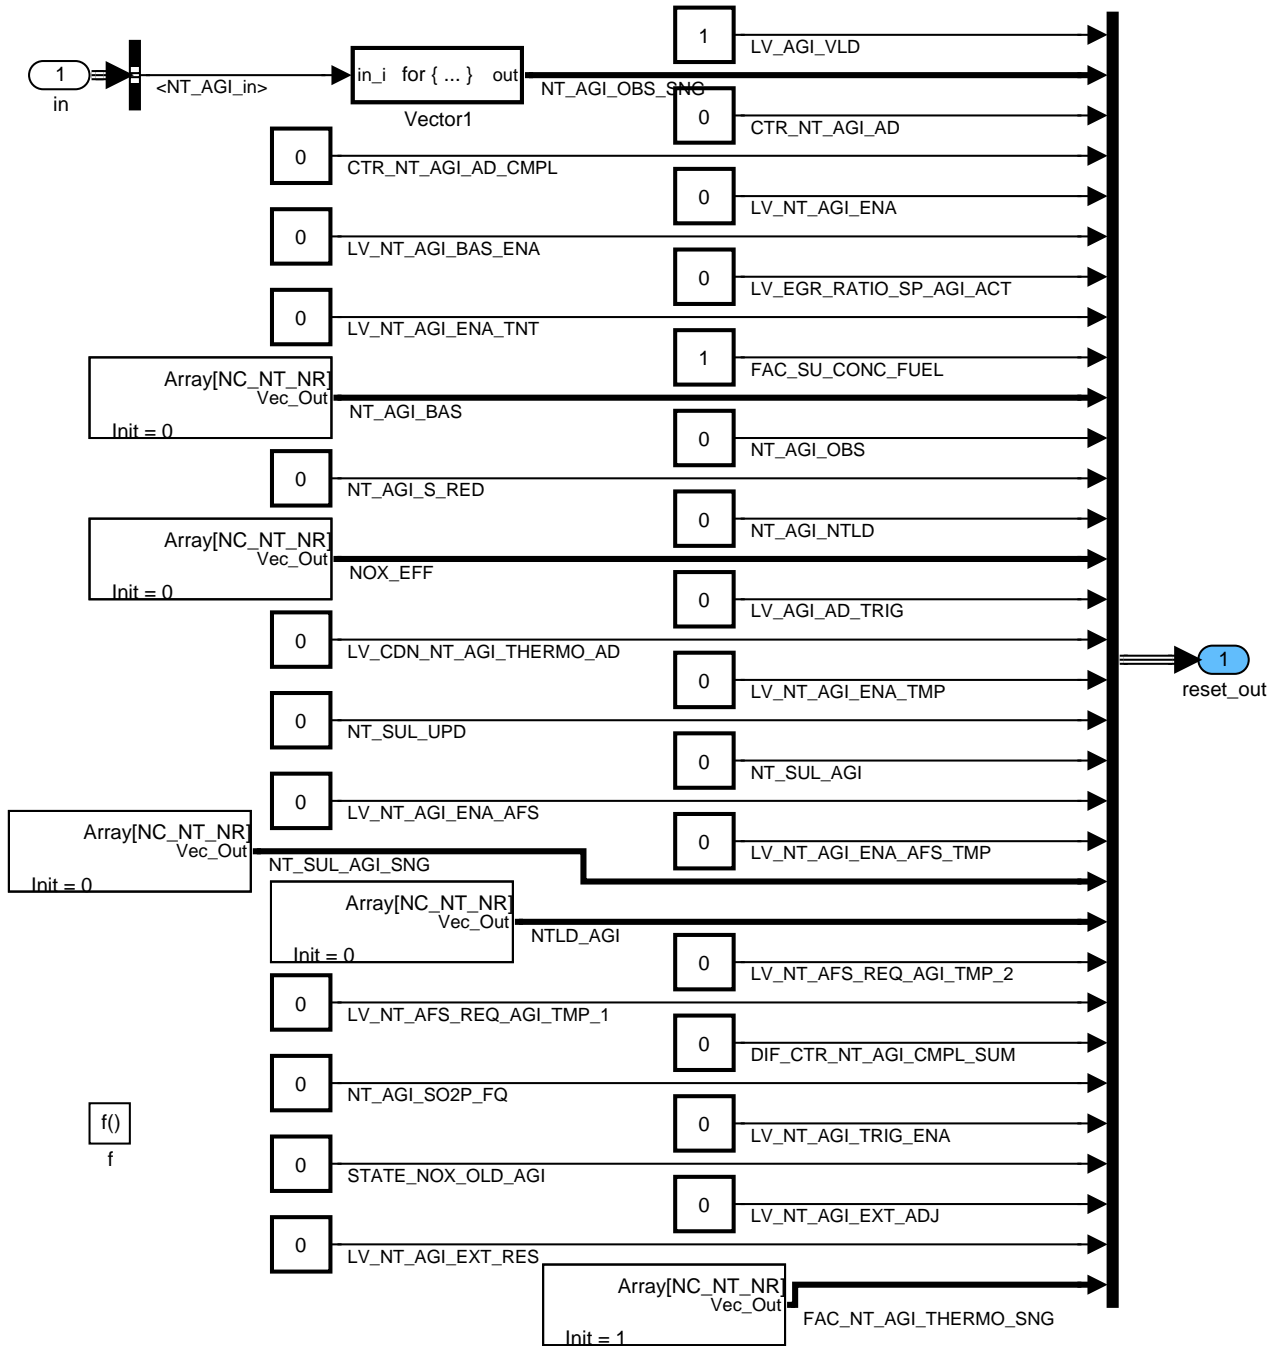 1
LV_AGI_VLD
1
in
<NT_AGI_in>
in_i for { ... } out
Vector1
NT_AGI_OBS_SNG
0
CTR_NT_AGI_AD
0
CTR_NT_AGI_AD_CMPL
0
LV_NT_AGI_ENA
0
LV_NT_AGI_BAS_ENA
0
LV_EGR_RATIO_SP_AGI_ACT
0
LV_NT_AGI_ENA_TNT
1
FAC_SU_CONC_FUEL
Array[NC_NT_NR]
Vec_Out
Init = 0
NT_AGI_BAS
0
NT_AGI_OBS
0
NT_AGI_S_RED
0
NT_AGI_NTLD
Array[NC_NT_NR]
Vec_Out
Init = 0
NOX_EFF
0
LV_AGI_AD_TRIG
0
LV_CDN_NT_AGI_THERMO_AD
1
reset_out
0
LV_NT_AGI_ENA_TMP
0
NT_SUL_UPD
0
NT_SUL_AGI
0
LV_NT_AGI_ENA_AFS
0
LV_NT_AGI_ENA_AFS_TMP
Array[NC_NT_NR]
Vec_Out
Init = 0
NT_SUL_AGI_SNG
Array[NC_NT_NR]
Vec_Out
Init = 0
NTLD_AGI
0
LV_NT_AFS_REQ_AGI_TMP_2
0
LV_NT_AFS_REQ_AGI_TMP_1
0
DIF_CTR_NT_AGI_CMPL_SUM
0
NT_AGI_SO2P_FQ
f()
f
0
LV_NT_AGI_TRIG_ENA
0
STATE_NOX_OLD_AGI
0
LV_NT_AGI_EXT_ADJ
0
LV_NT_AGI_EXT_RES
Array[NC_NT_NR]
Vec_Out
Init = 1
FAC_NT_AGI_THERMO_SNG